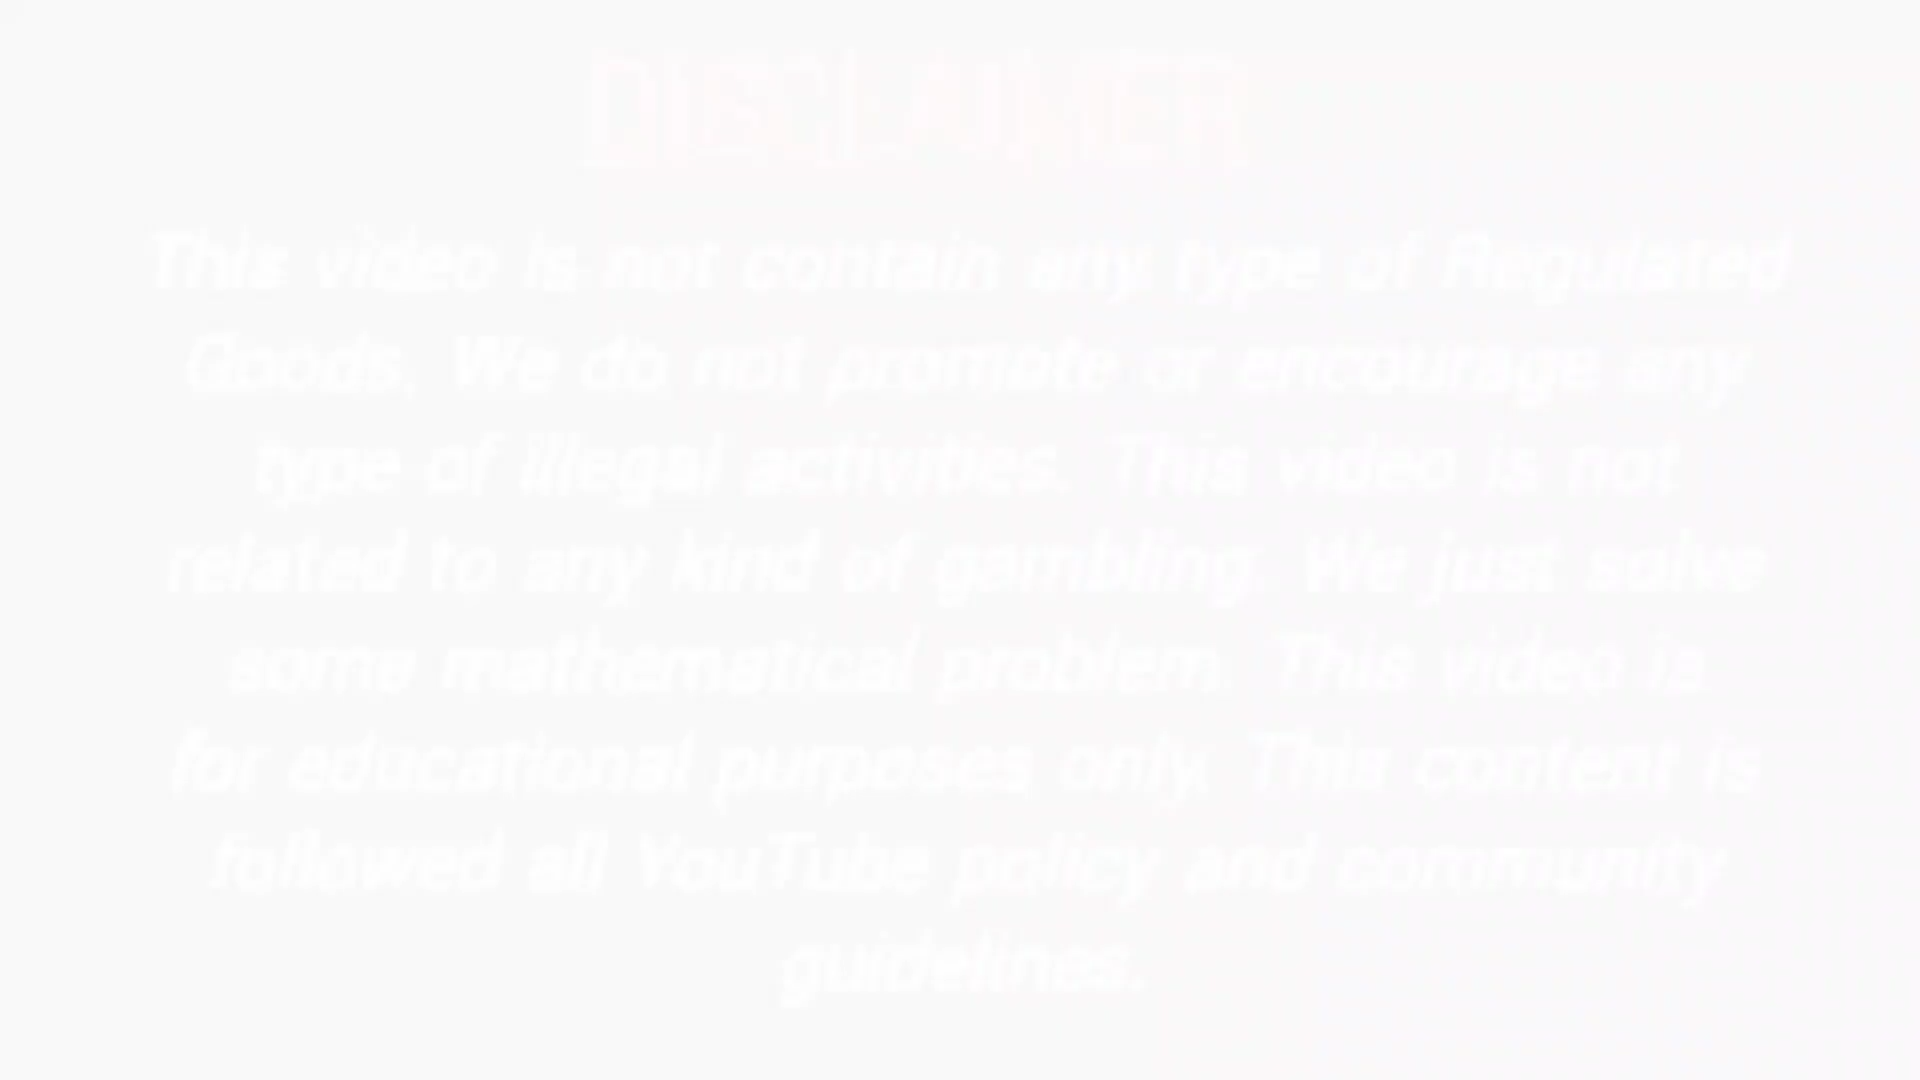 DISCLAIMER
This video is not contain any type of Regulated
Goods. We do not promote or encourage any
type of illegal activities. This video is not
related to any kind of gambling. We just solve
some mathematical problem. This video is
for educational purposes only. This content is
followed all YouTube policy and community
guidelines.